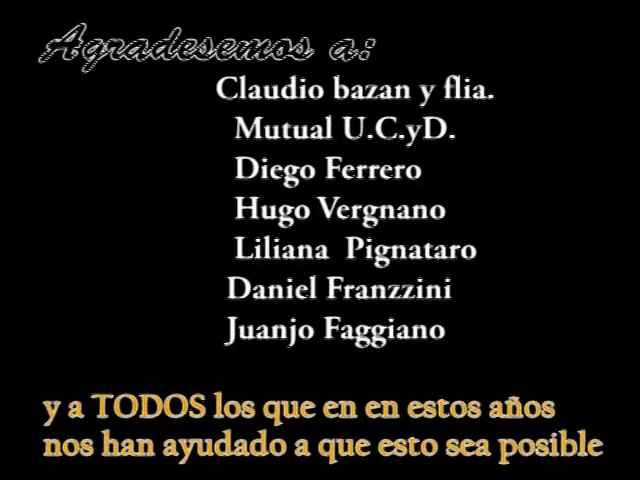 Agradesemos a:
Claudio bazan y flia.
Mutual U.C.yD.
Diego Ferrero
Hugo Vergnano
Liliana Pignataro
Daniel Franzzini
Juanjo Faggiano
y a TODOS los que en en estos años
nos han ayudado a que esto sea posible